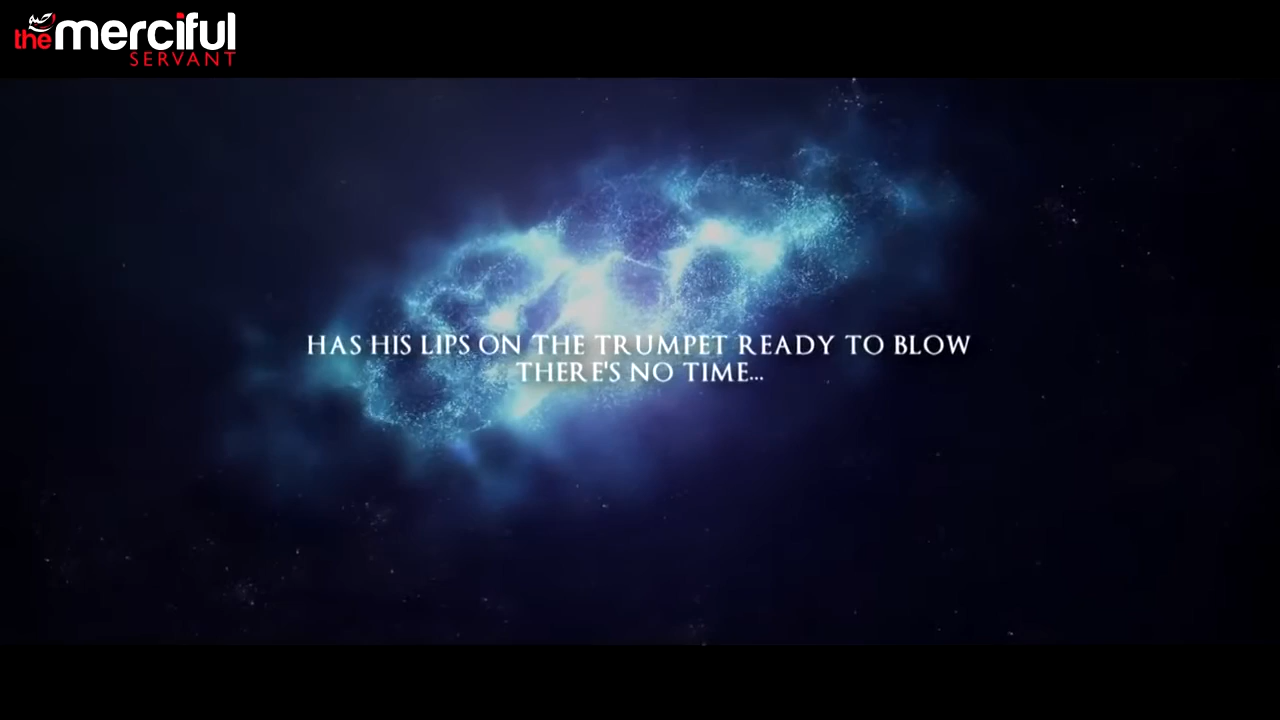 the merciful
SERVANT
HAS HIS LIPS ON THE TRUMPET READY TO BLOW
THERE'S NO TIME...